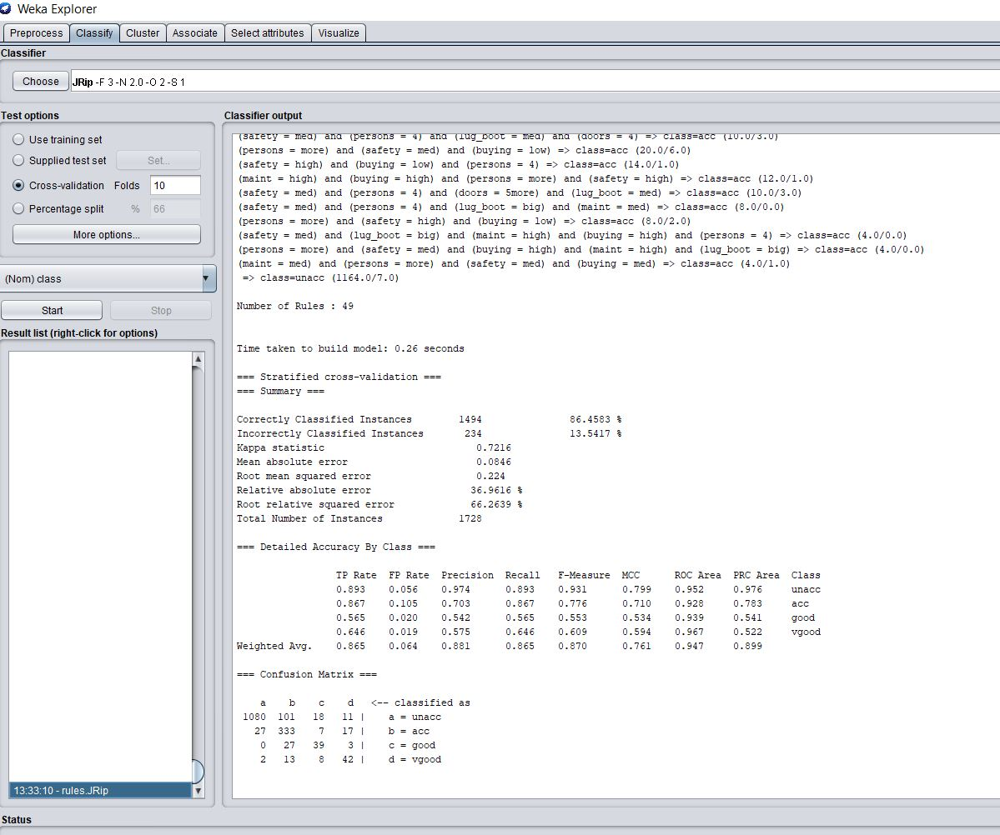 Weka Explorer
Preprocess Classify Cluster Associate Select attributes Visualize
Classifier
Choose JRip -F 3 -N 2.0 -O 2 -S 1
Test options
Use training set
Supplied test set Set...
Cross-validation Folds 10
Percentage split % 66
More options...
(Nom) class
Start Stop
Result list (right-click for options)
13:33:10 - rules.JRip
Classifier output
(safety = med) and (persons = 4) and (lug_boot = med) and (doors = 4) => class=acc (10.0/3.0)
(persons = more) and (safety = med) and (buying = low) => class=acc (20.0/6.0)
(safety = high) and (buying = low) and (persons = 4) => class=acc (14.0/1.0)
(maint = high) and (buying = high) and (persons = more) and (safety = high) => class=acc (12.0/1.0)
(safety = med) and (persons = 4) and (doors = 5more) and (lug_boot = med) => class=acc (10.0/3.0)
(safety = med) and (persons = 4) and (lug_boot = big) and (maint = med) => class=acc (8.0/0.0)
(persons = more) and (safety = high) and (buying = low) => class=acc (8.0/2.0)
(safety = med) and (lug_boot = big) and (maint = high) and (buying = high) and (persons = 4) => class=acc (4.0/0.0)
(persons = more) and (safety = med) and (buying = high) and (maint = high) and (lug_boot = big) => class=acc (4.0/0.0)
(maint = med) and (persons = more) and (safety = med) and (buying = med) => class=acc (4.0/1.0)
=> class=unacc (1164.0/7.0)
Number of Rules : 49
Time taken to build model: 0.26 seconds
=== Stratified cross-validation ===
=== Summary ===
Correctly Classified Instances 1494 86.4583 %
Incorrectly Classified Instances 234 13.5417 %
Kappa statistic 0.7216
Mean absolute error 0.0846
Root mean squared error 0.224
Relative absolute error 36.9616 %
Root relative squared error 66.2639 %
Total Number of Instances 1728
=== Detailed Accuracy By Class ===
TP Rate FP Rate Precision Recall F-Measure MCC ROC Area PRC Area Class
0.893 0.056 0.974 0.893 0.931 0.799 0.952 0.976 unacc
0.867 0.105 0.703 0.867 0.776 0.710 0.928 0.783 acc
0.565 0.020 0.542 0.565 0.553 0.534 0.939 0.541 good
0.646 0.019 0.575 0.646 0.609 0.594 0.967 0.522 vgood
Weighted Avg. 0.865 0.064 0.881 0.865 0.870 0.761 0.947 0.899
=== Confusion Matrix ===
a b c d <-- classified as
1080 101 18 11 | a = unacc
27 333 7 17 | b = acc
0 27 39 3 | c = good
2 13 8 42 | d = vgood
Status